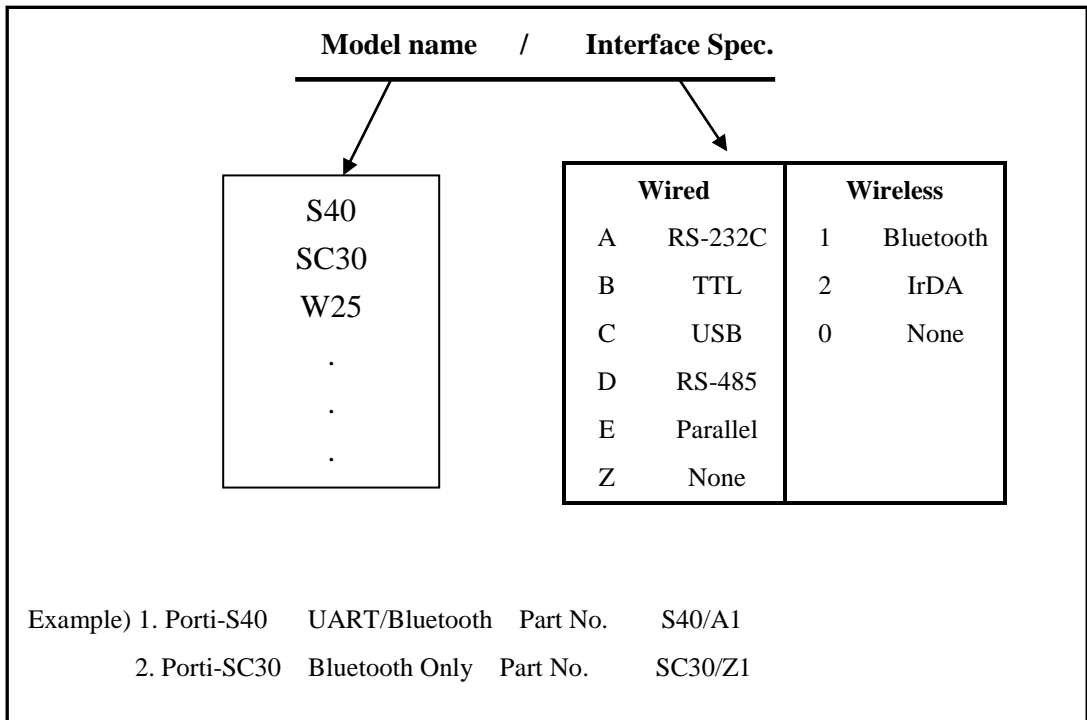 Model name / Interface Spec.
S40
SC30
W25
.
.
.
Wired Wireless
A RS-232C 1 Bluetooth
B TTL 2 IrDA
C USB 0 None
D RS-485
E Parallel
Z None
Example) 1. Porti-S40 UART/Bluetooth Part No. S40/A1
2. Porti-SC30 Bluetooth Only Part No. SC30/Z1